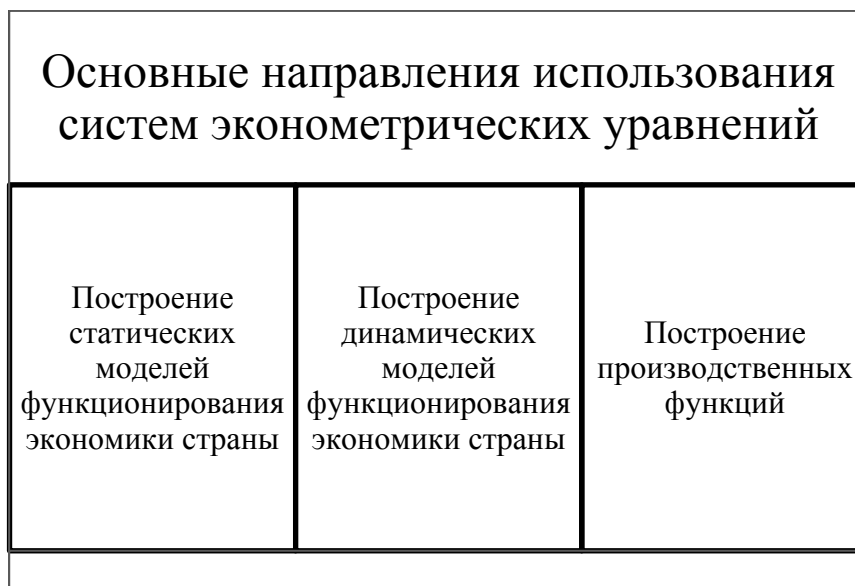 Основные направления использования
систем эконометрических уравнений
Построение
статических
моделей
функционирования
экономики страны
Построение
динамических
моделей
функционирования
экономики страны
Построение
производственных
функций